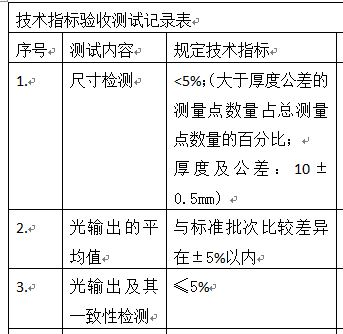 技术指标验收测试记录表
序号 测试内容 规定技术指标
1. 尺寸检测 <5%;（大于厚度公差的
测量点数量占总测量
点数量的百分比；
厚度及公差：10±
0.5mm）
2. 光输出的平 与标准批次比较差异
均值 在±5%以内
3. 光输出及其 ≤5%
一致性检测